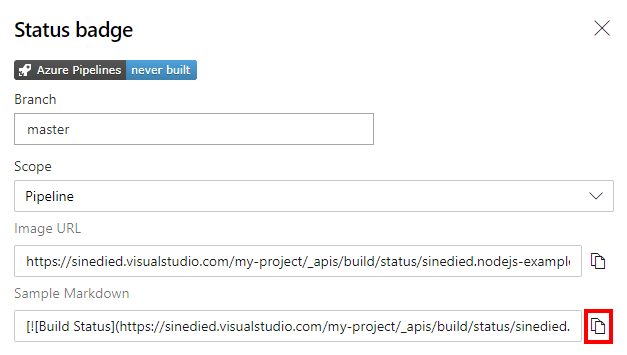 Status badge
Azure Pipelines never built
Branch
master
Scope
Pipeline
Image URL
https://sinedied.visualstudio.com/my-project/_apis/build/status/sinedied.nodejs-example
Sample Markdown
[![Build Status](https://sinedied.visualstudio.com/my-project/_apis/build/status/sinedied.